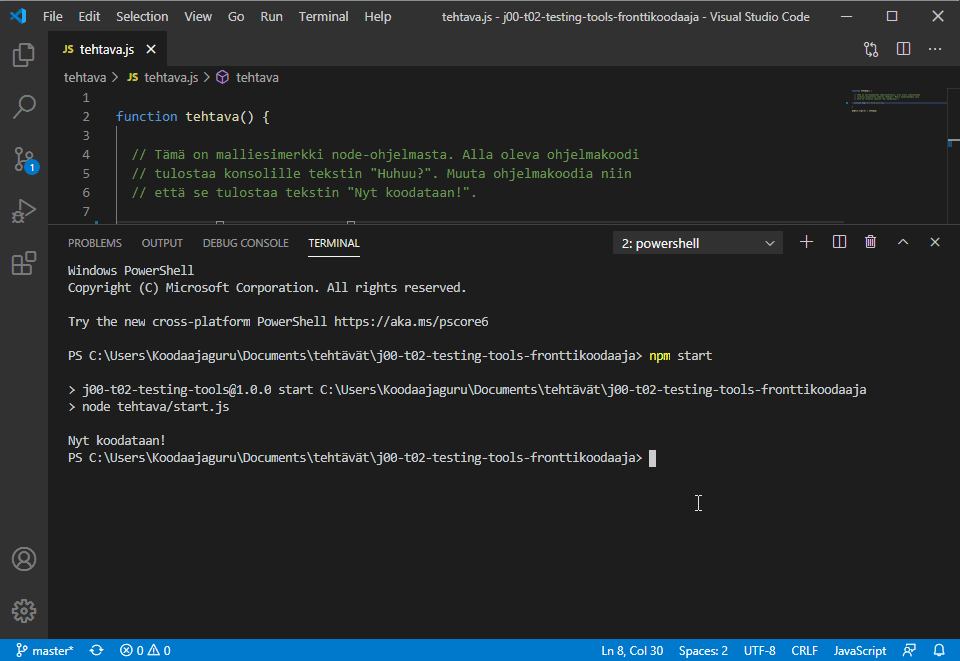 File Edit Selection View Go Run Terminal Help tehtava.js - j00-t02-testing-tools-fronttikoodaaja - Visual Studio Code
JS tehtava.js
tehtava > JS tehtava.js > tehtava
1
2 function tehtava() {
3
4 // Tämä on malliesimerkki node-ohjelmasta. Alla oleva ohjelmakoodi
5 // tulostaa konsolille tekstin "Huhuu?". Muuta ohjelmakoodia niin
6 // että se tulostaa tekstin "Nyt koodataan!".
7
1
PROBLEMS OUTPUT DEBUG CONSOLE TERMINAL 2: powershell
Windows PowerShell
Copyright (C) Microsoft Corporation. All rights reserved.
Try the new cross-platform PowerShell https://aka.ms/pscore6
PS C:\Users\Koodaajaguru\Documents\tehtävät\j00-t02-testing-tools-fronttikoodaaja> npm start
> j00-t02-testing-tools@1.0.0 start C:\Users\Koodaajaguru\Documents\tehtävät\j00-t02-testing-tools-fronttikoodaaja
> node tehtava/start.js
Nyt koodataan!
PS C:\Users\Koodaajaguru\Documents\tehtävät\j00-t02-testing-tools-fronttikoodaaja>
master* 0 0 Ln 8, Col 30 Spaces: 2 UTF-8 CRLF JavaScript